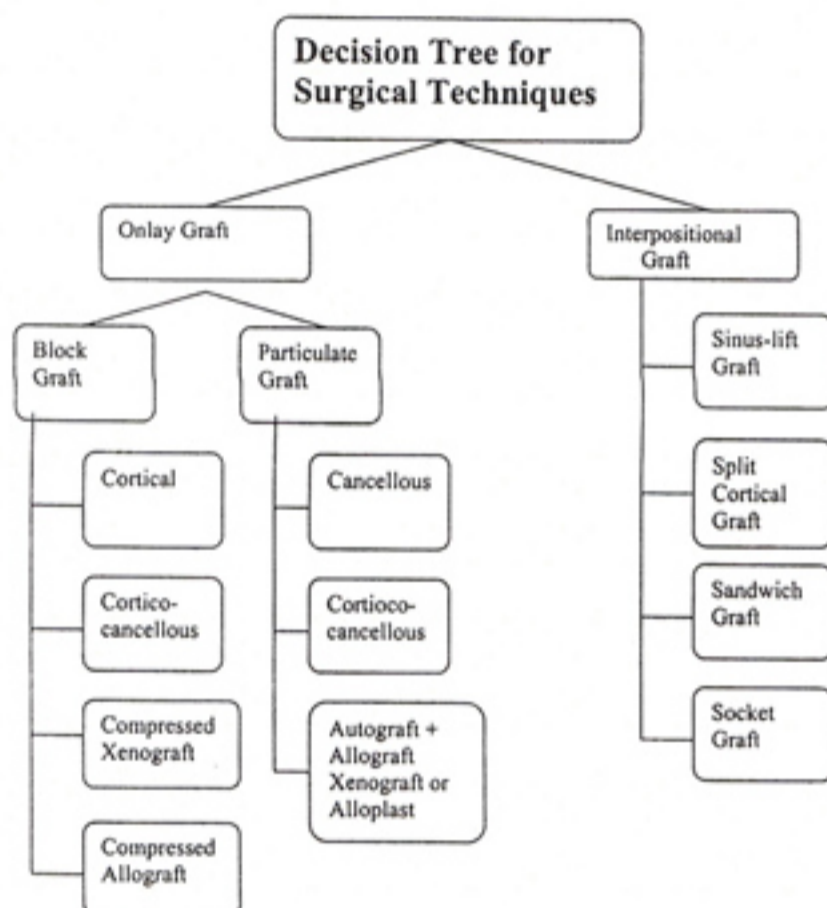 Decision Tree for
Surgical Techniques
Onlay Graft
Interpositional
Graft
Block
Graft
Particulate
Graft
Sinus-lift
Graft
Cortical
Cancellous
Split
Cortical
Graft
Cortico-
cancellous
Cortioco-
cancellous
Sandwich
Graft
Compressed
Xenograft
Autograft +
Allograft
Xenograft or
Alloplast
Socket
Graft
Compressed
Allograft